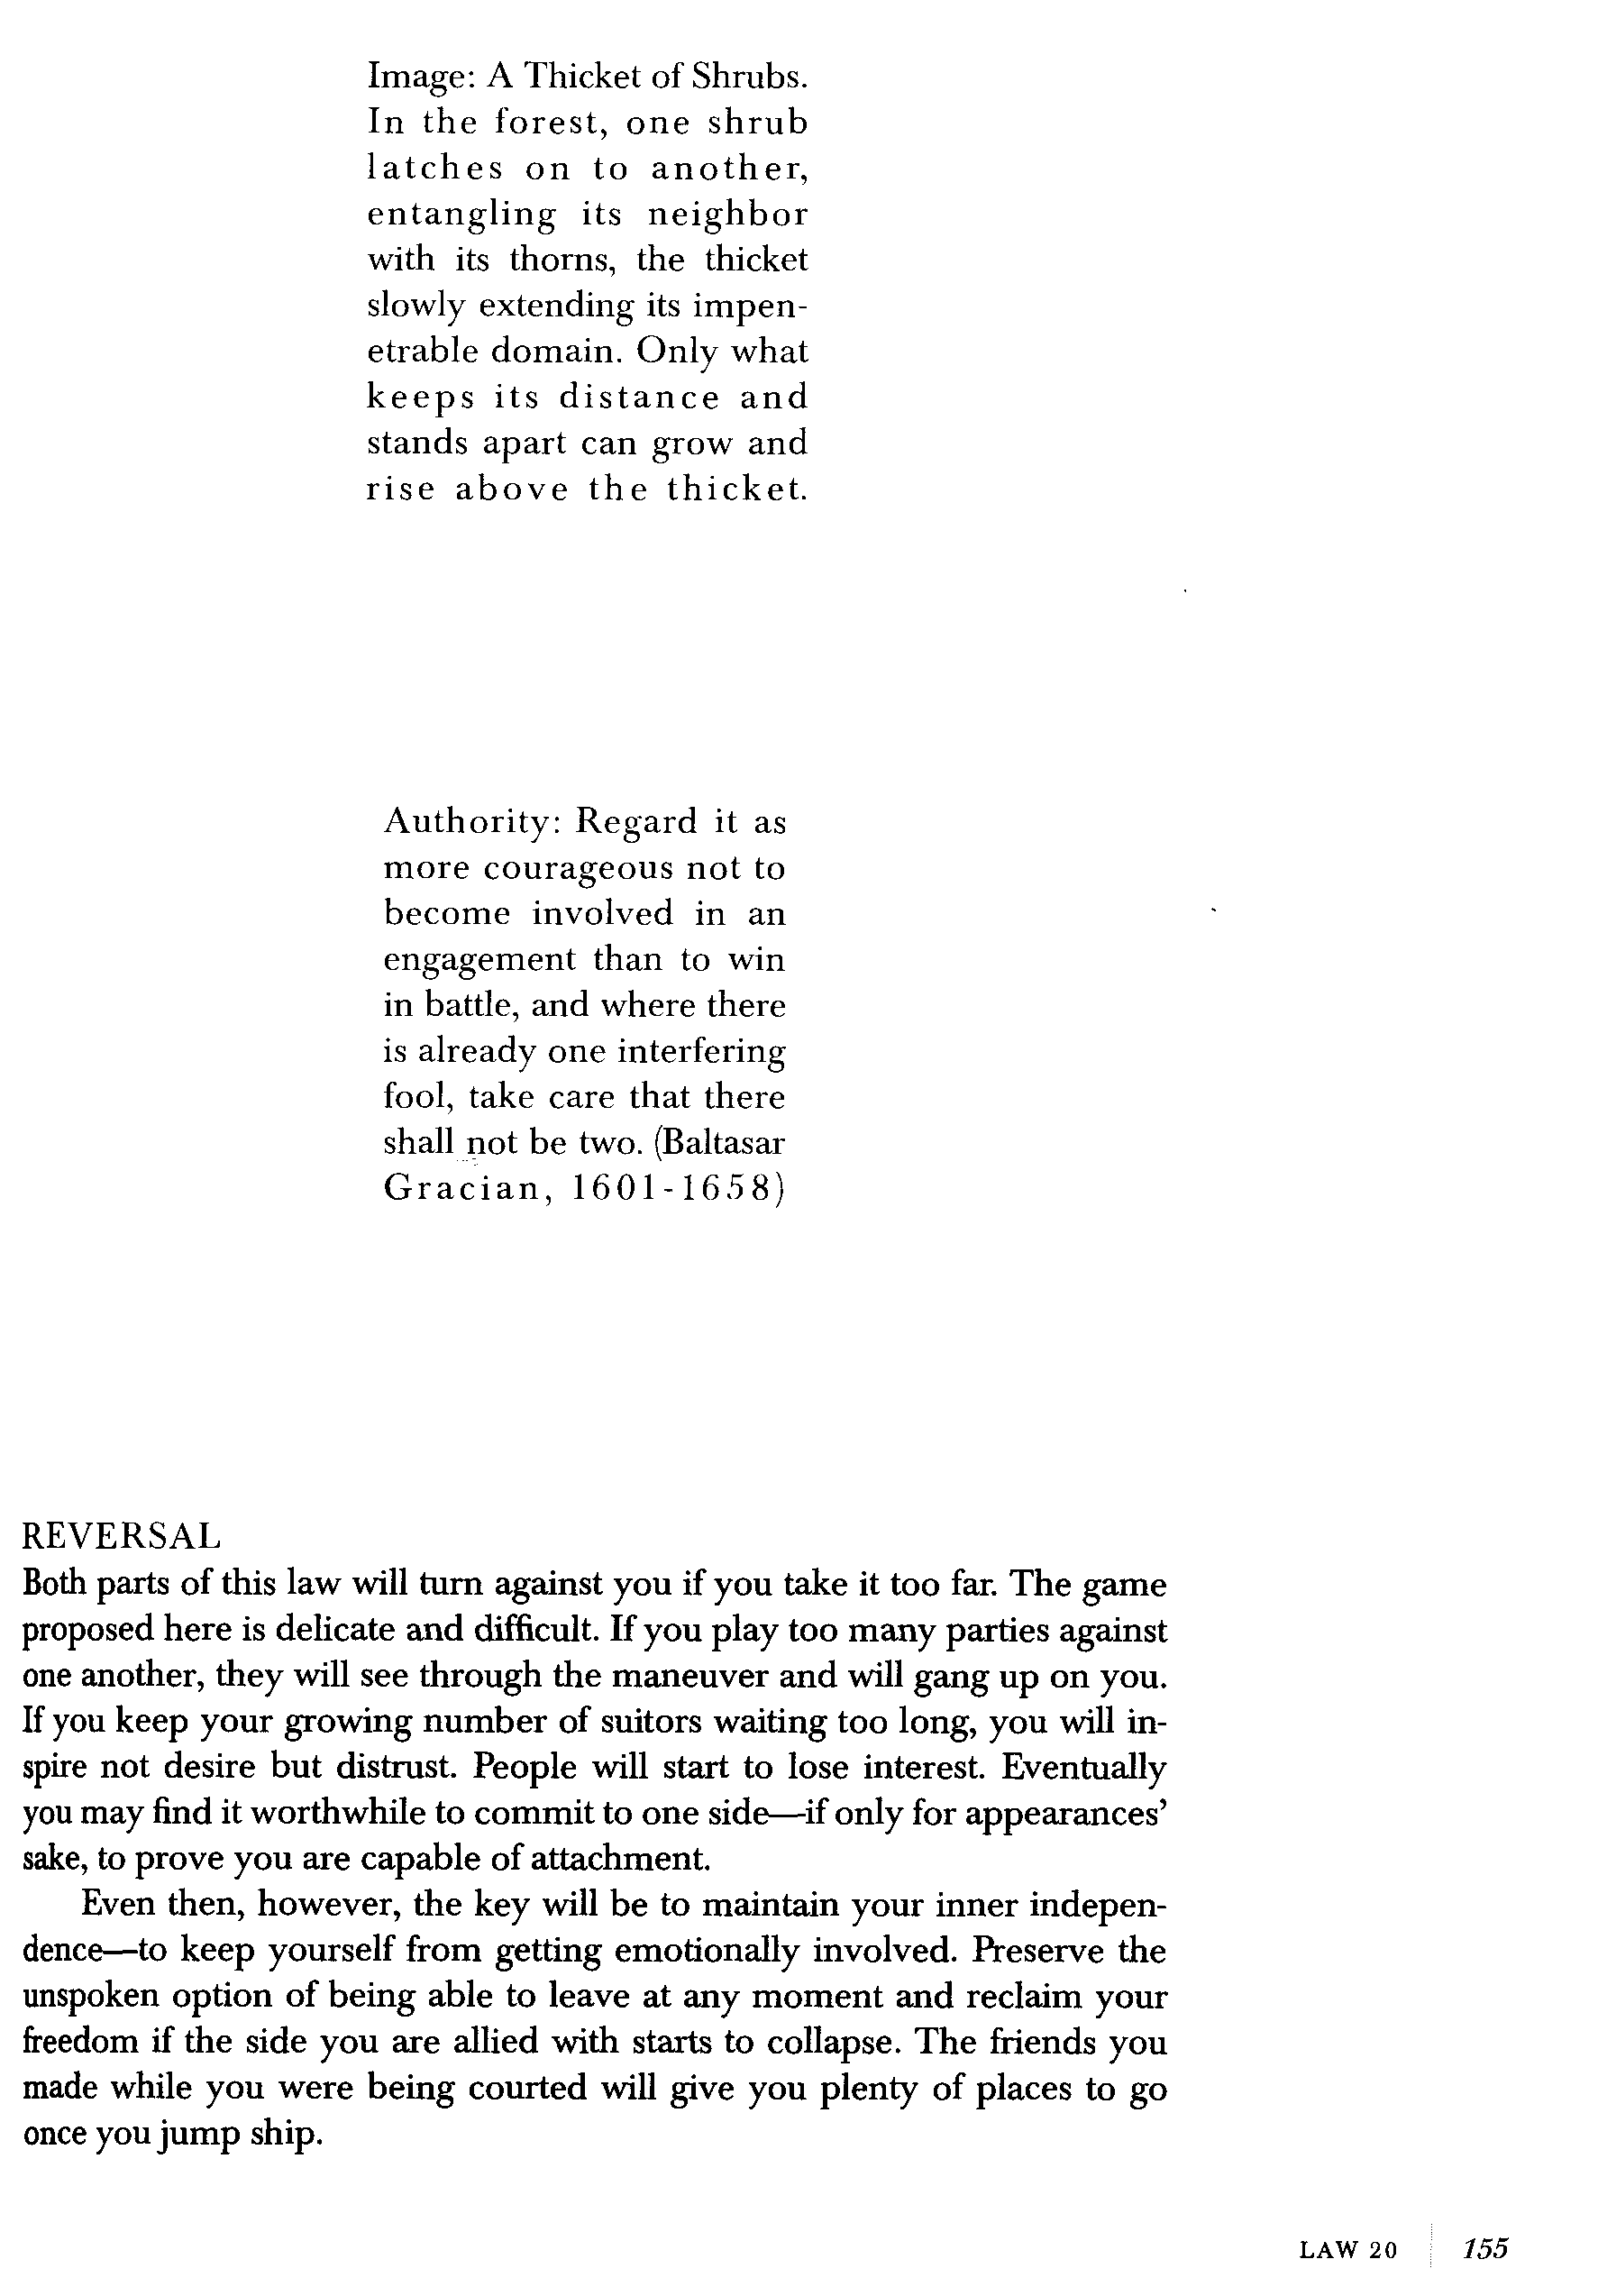 Image: A Thicket of Shrubs.
In the forest, one shrub
latches on to another,
entangling its neighbor
with its thorns, the thicket
slowly extending its impen-
etrable domain. Only what
keeps its distance and
stands apart can grow and
rise above the thicket.
Authority: Regard it as
more courageous not to
become involved in an
engagement than to win
in battle, and where there
is already one interfering
fool, take care that there
shall not be two. (Baltasar
Gracian, 1601-1658)
REVERSAL
Both parts of this law will turn against you if you take it too far. The game
proposed here is delicate and difficult. If you play too many parties against
one another, they will see through the maneuver and will gang up on you.
If you keep your growing number of suitors waiting too long, you will in-
spire not desire but distrust. People will start to lose interest. Eventually
you may find it worthwhile to commit to one side—if only for appearances’
sake, to prove you are capable of attachment.
Even then, however, the key will be to maintain your inner indepen-
dence—to keep yourself from getting emotionally involved. Preserve the
unspoken option of being able to leave at any moment and reclaim your
freedom if the side you are allied with starts to collapse. The friends you
made while you were being courted will give you plenty of places to go
once you jump ship.
LAW 20 155